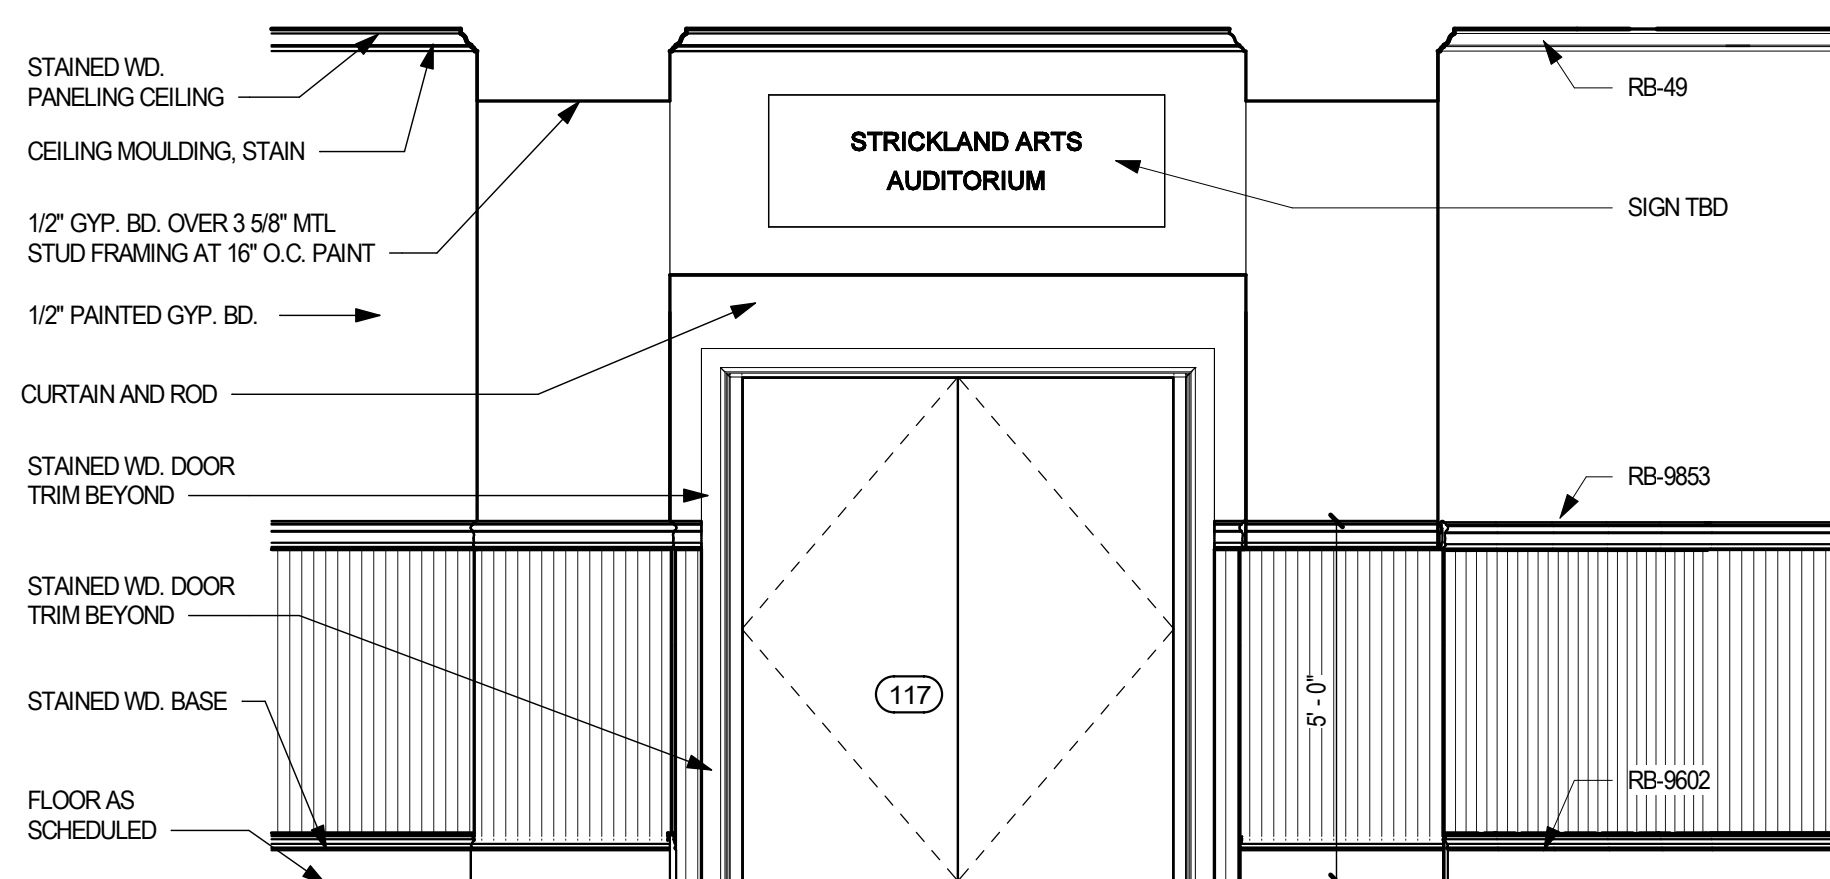 STAINED WD.
PANELING CEILING
CEILING MOULDING, STAIN
1/2" GYP. BD. OVER 3 5/8" MTL
STUD FRAMING AT 16" O.C. PAINT
1/2" PAINTED GYP. BD.
CURTAIN AND ROD
STAINED WD. DOOR
TRIM BEYOND
STAINED WD. DOOR
TRIM BEYOND
STAINED WD. BASE
FLOOR AS
SCHEDULED
STRICKLAND ARTS
AUDITORIUM
117
5' - 0"
RB-49
SIGN TBD
RB-9853
RB-9602